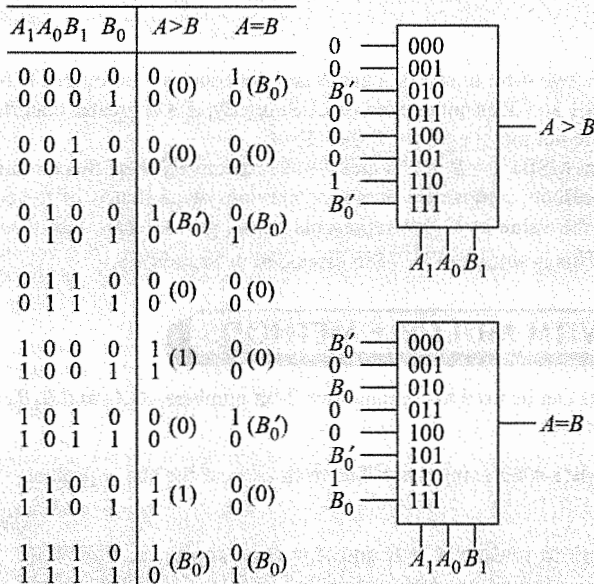 A₁A₀B₁ B₀ A>B A=B
0 0 0 0 0 (0) 1 (B₀′)
0 0 0 1 0 0
0 0 1 0 0 (0) 0 (0)
0 0 1 1 0 0
0 1 0 0 1 (B₀′) 0 (B₀)
0 1 0 1 0 1
0 1 1 0 0 (0) 0 (0)
0 1 1 1 0 0
1 0 0 0 1 (1) 0 (0)
1 0 0 1 1 0
1 0 1 0 0 (0) 1 (B₀′)
1 0 1 1 0 0
1 1 0 0 1 (1) 0 (0)
1 1 0 1 1 0
1 1 1 0 1 (B₀′) 0 (B₀)
1 1 1 1 0 1
0 000
0 001
B₀′ 010
0 011
0 100
0 101
1 110
B₀′
A > B
A₁ A₀ B₁
B₀′ 000
0 001
B₀ 010
0 011
0 100
B₀′ 101
1 110
B₀ 111
A=B
A₁ A₀ B₁